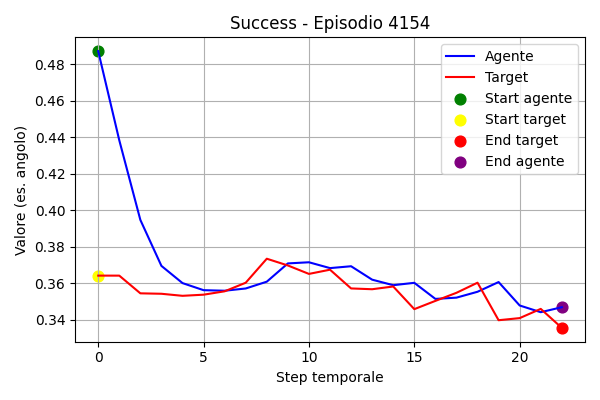 Success - Episodio 4154
Valore (es. angolo)
0.48
0.46
0.44
0.42
0.40
0.38
0.36
0.34
Agente
Target
Start agente
Start target
End target
End agente
0
5
10
15
20
Step temporale